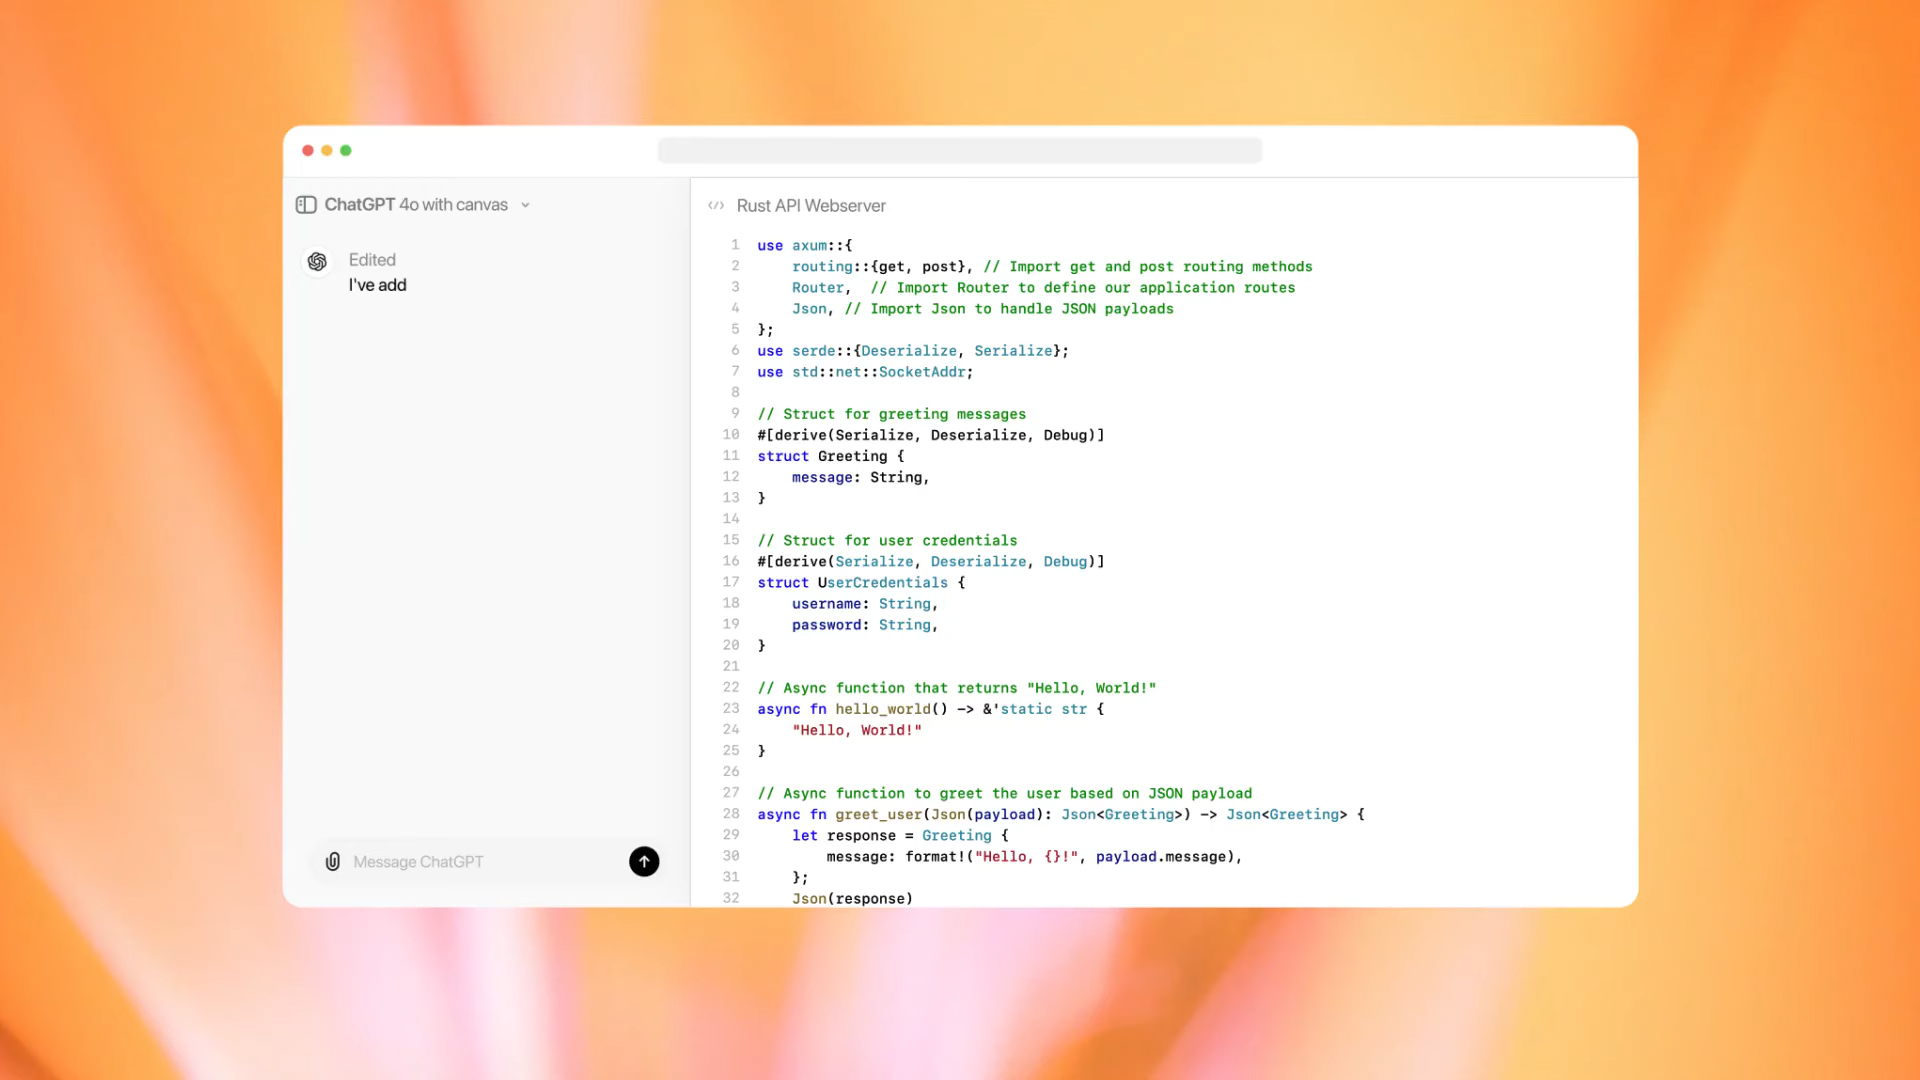 ChatGPT 4o with canvas
Edited
I've add
Message ChatGPT
Rust API Webserver
1 use axum::{
2     routing::{get, post}, // Import get and post routing methods
3     Router,  // Import Router to define our application routes
4     Json, // Import Json to handle JSON payloads
5 };
6 use serde::{Deserialize, Serialize};
7 use std::net::SocketAddr;
8
9 // Struct for greeting messages
10 #[derive(Serialize, Deserialize, Debug)]
11 struct Greeting {
12     message: String,
13 }
14
15 // Struct for user credentials
16 #[derive(Serialize, Deserialize, Debug)]
17 struct UserCredentials {
18     username: String,
19     password: String,
20 }
21
22 // Async function that returns "Hello, World!"
23 async fn hello_world() -> &'static str {
24     "Hello, World!"
25 }
26
27 // Async function to greet the user based on JSON payload
28 async fn greet_user(Json(payload): Json<Greeting>) -> Json<Greeting> {
29     let response = Greeting {
30         message: format!("Hello, {}!", payload.message),
31     };
32     Json(response)